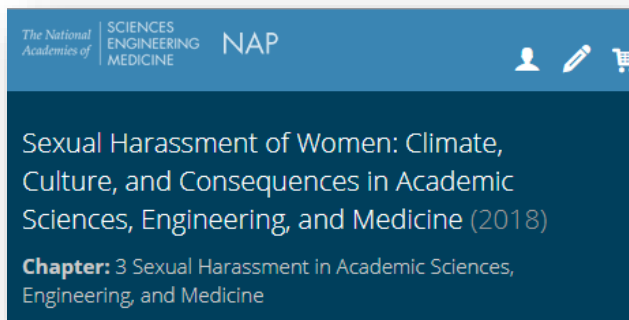 The National
Academies of
SCIENCES
ENGINEERING
MEDICINE
NAP
Sexual Harassment of Women: Climate,
Culture, and Consequences in Academic
Sciences, Engineering, and Medicine (2018)
Chapter: 3 Sexual Harassment in Academic Sciences,
Engineering, and Medicine